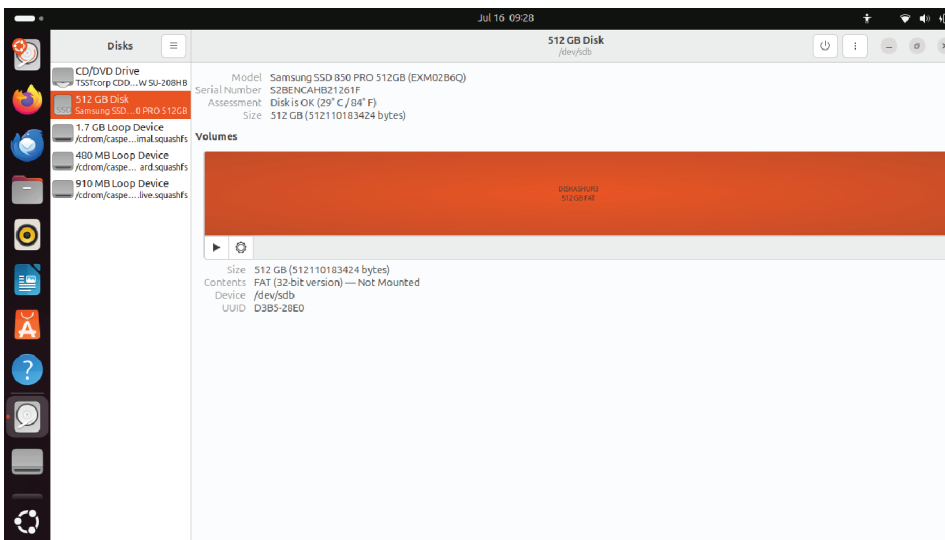 Jul 16 09:28
Disks
512 GB Disk
/dev/sdb
CD/DVD Drive
TSSTcorp CDD...W SU-208HB
512 GB Disk
Samsung SSD...0 PRO 512GB
1.7 GB Loop Device
/cdrom/caspe...imal.squashfs
480 MB Loop Device
/cdrom/caspe... ard.squashfs
910 MB Loop Device
/cdrom/caspe....live.squashfs
Model Samsung SSD 850 PRO 512GB (EXM02B6Q)
Serial Number S2BENCAHB21261F
Assessment Disk is OK (29° C / 84° F)
Size 512 GB (512110183424 bytes)
Volumes
512 GB FAT
Size 512 GB (512110183424 bytes)
Contents FAT (32-bit version) — Not Mounted
Device /dev/sdb
UUID D3B5-28E0